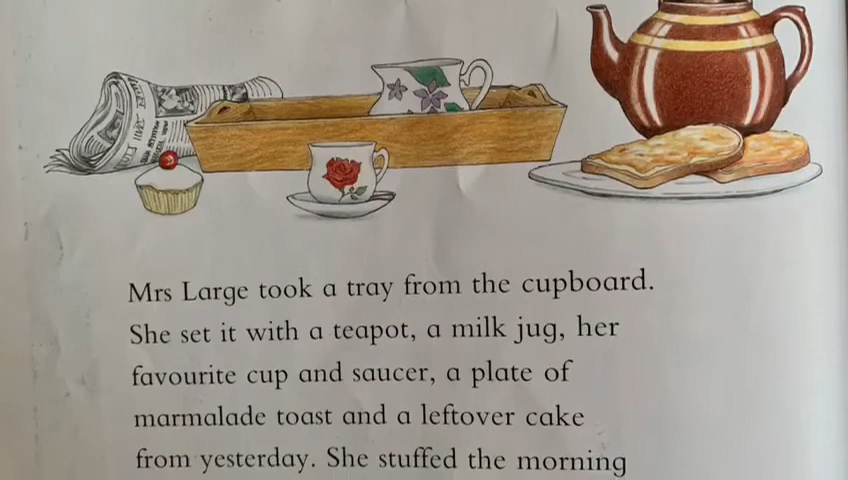 Mrs Large took a tray from the cupboard.
She set it with a teapot, a milk jug, her
favourite cup and saucer, a plate of
marmalade toast and a leftover cake
from yesterday. She stuffed the morning